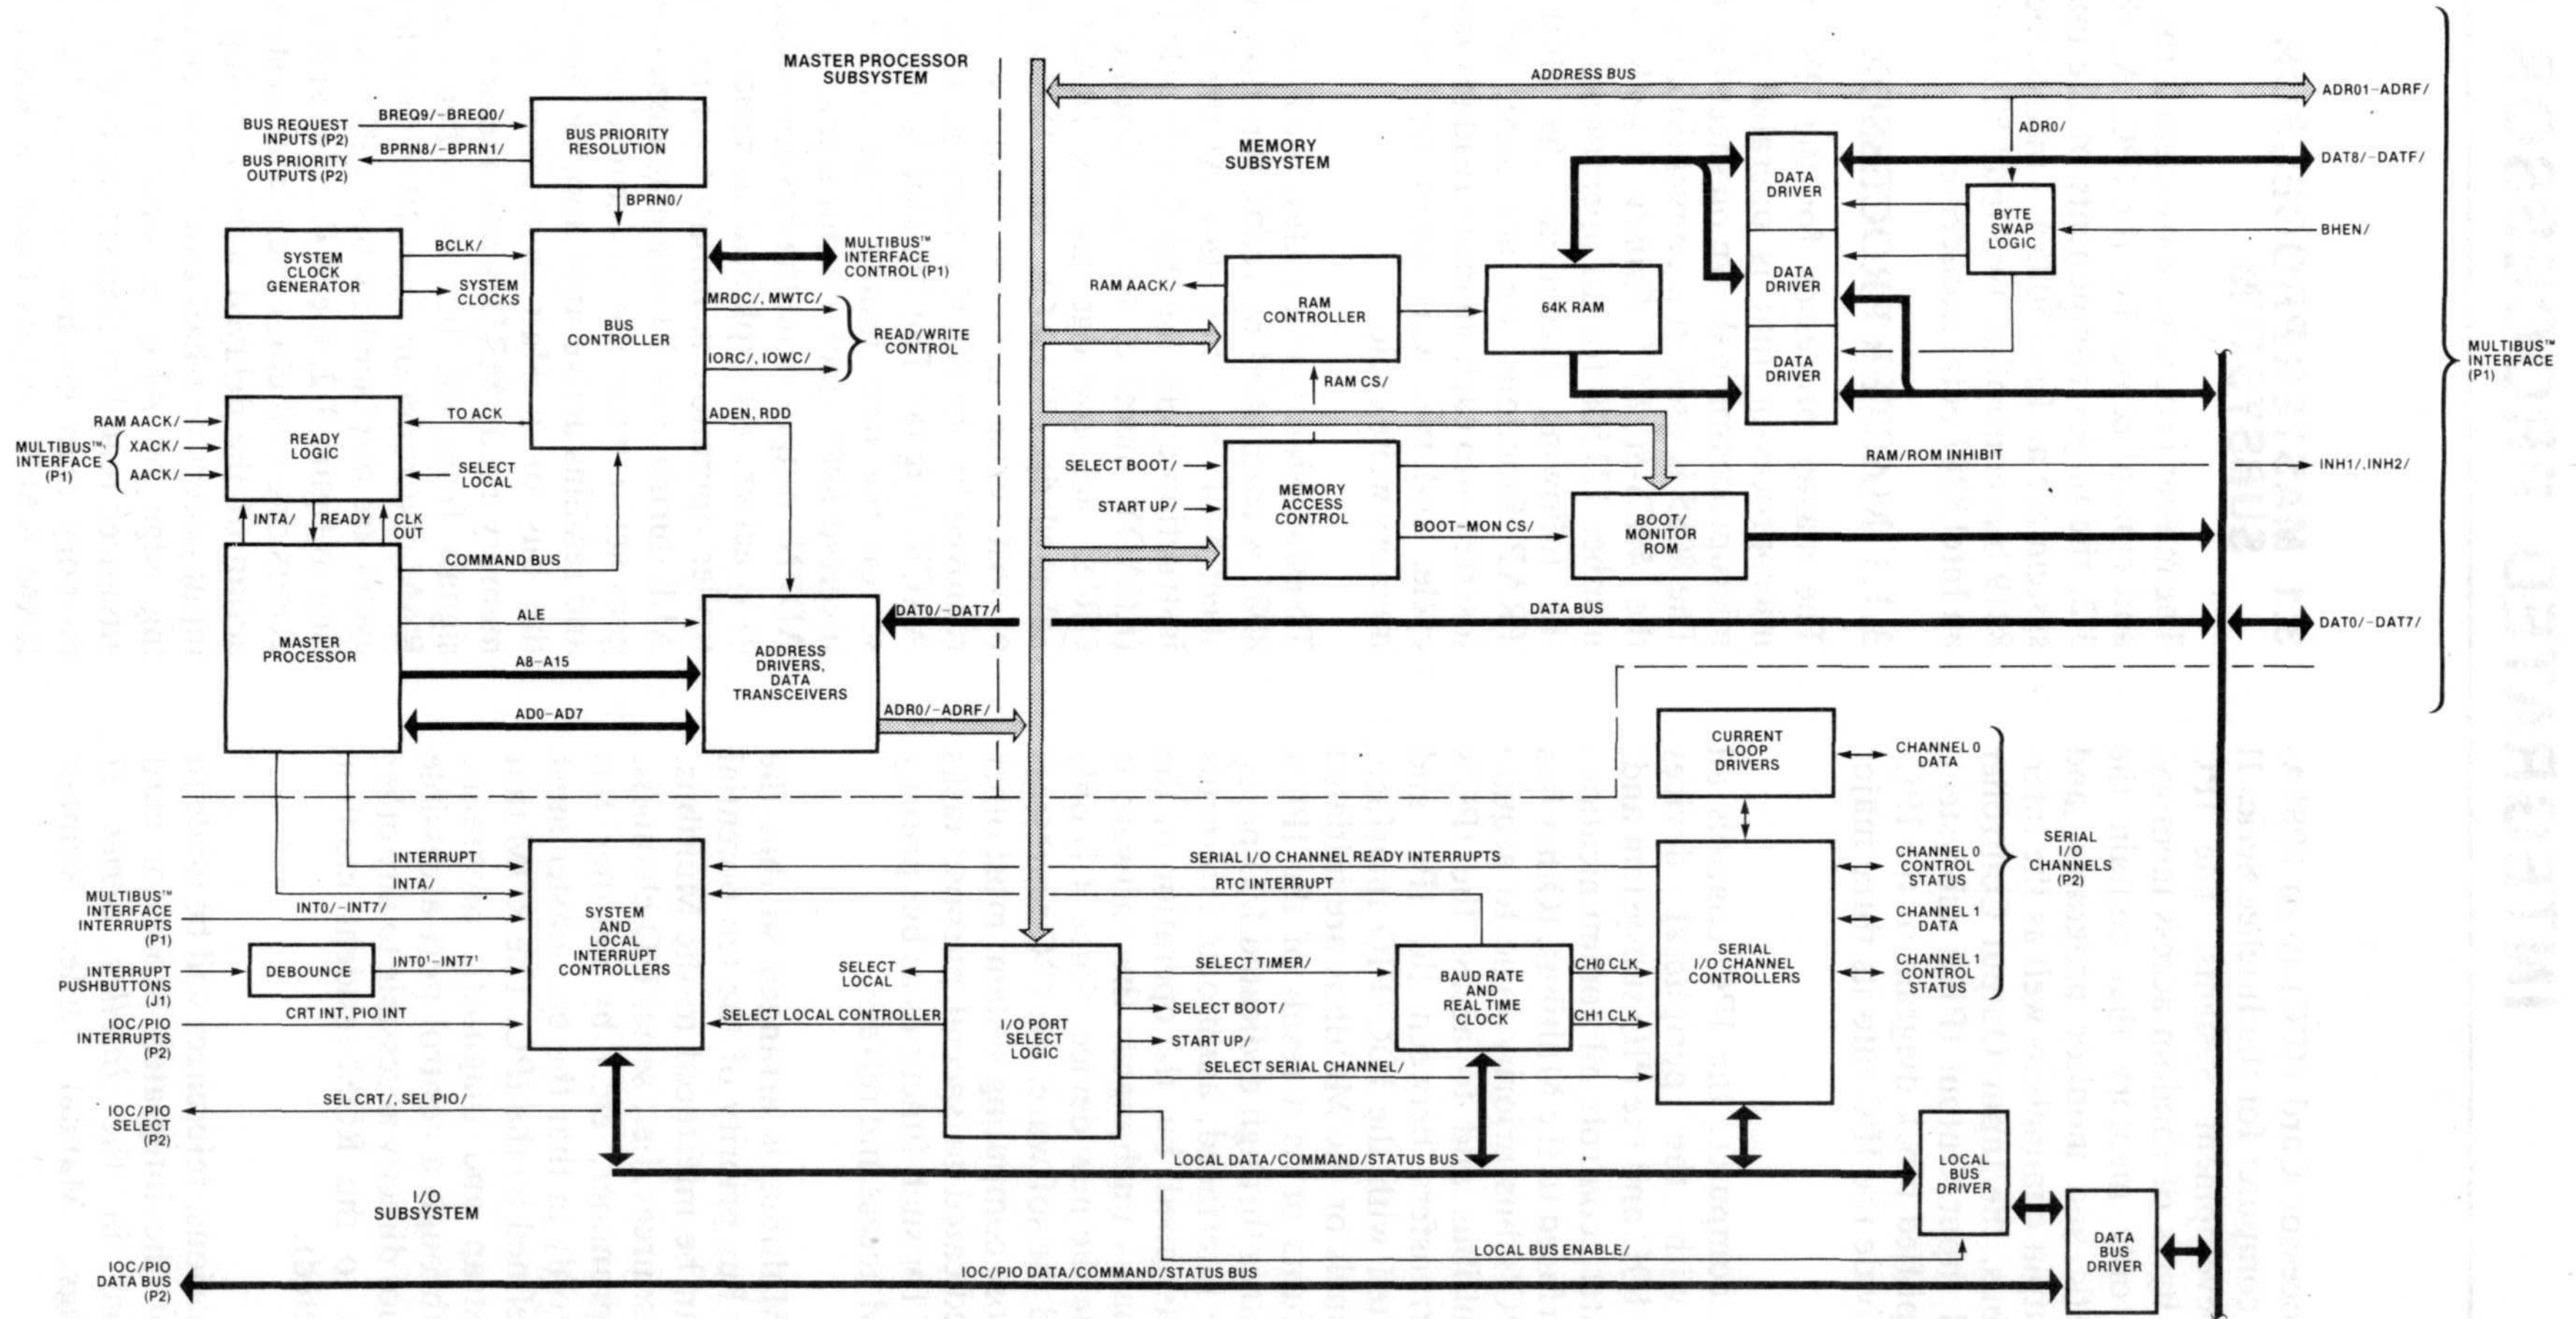 MASTER PROCESSOR
SUBSYSTEM
BUS REQUEST
INPUTS (P2)
BREQ9/-BREQ0/
BUS PRIORITY
OUTPUTS (P2)
BPRN8/-BPRN1/
BUS PRIORITY
RESOLUTION
BPRN0/
SYSTEM
CLOCK
GENERATOR
BCLK/
SYSTEM
CLOCKS
BUS
CONTROLLER
MULTIBUS™
INTERFACE
CONTROL (P1)
MRDC/, MWTC/
IORC/, IOWC/
READ/WRITE
CONTROL
ADEN, RDD
RAM AACK/
MULTIBUS™
INTERFACE
(P1)
XACK/
AACK/
READY
LOGIC
TO ACK
SELECT
LOCAL
INTA/
READY
CLK
OUT
COMMAND BUS
MASTER
PROCESSOR
ALE
A8-A15
AD0-AD7
ADDRESS
DRIVERS,
DATA
TRANSCEIVERS
DAT0/-DAT7/
ADR0/-ADRF/
ADDRESS BUS
ADR01-ADRF/
MEMORY
SUBSYSTEM
ADR0/
DATA
DRIVER
DATA
DRIVER
DATA
DRIVER
DAT8/-DATF/
BYTE
SWAP
LOGIC
BHEN/
RAM AACK/
RAM
CONTROLLER
64K RAM
RAM CS/
SELECT BOOT/
START UP/
MEMORY
ACCESS
CONTROL
RAM/ROM INHIBIT
INH1/,INH2/
BOOT-MON CS/
BOOT/
MONITOR
ROM
DATA BUS
DAT0/-DAT7/
MULTIBUS™
INTERFACE
(P1)
CURRENT
LOOP
DRIVERS
CHANNEL 0
DATA
CHANNEL 0
CONTROL
STATUS
CHANNEL 1
DATA
CHANNEL 1
CONTROL
STATUS
SERIAL
I/O
CHANNELS
(P2)
INTERRUPT
INTA/
MULTIBUS™
INTERFACE
INTERRUPTS
(P1)
INT0/-INT7/
INTERRUPT
PUSHBUTTONS
(J1)
DEBOUNCE
INT0¹-INT7¹
IOC/PIO
INTERRUPTS
(P2)
CRT INT, PIO INT
SYSTEM
AND
LOCAL
INTERRUPT
CONTROLLERS
SERIAL I/O CHANNEL READY INTERRUPTS
RTC INTERRUPT
SELECT
LOCAL
SELECT LOCAL CONTROLLER
I/O PORT
SELECT
LOGIC
SELECT TIMER/
SELECT BOOT/
START UP/
SELECT SERIAL CHANNEL/
BAUD RATE
AND
REAL TIME
CLOCK
CH0 CLK
CH1 CLK
SERIAL
I/O CHANNEL
CONTROLLERS
IOC/PIO
SELECT
(P2)
SEL CRT/, SEL PIO/
LOCAL DATA/COMMAND/STATUS BUS
LOCAL
BUS
DRIVER
I/O
SUBSYSTEM
LOCAL BUS ENABLE/
DATA
BUS
DRIVER
IOC/PIO
DATA BUS
(P2)
IOC/PIO DATA/COMMAND/STATUS BUS